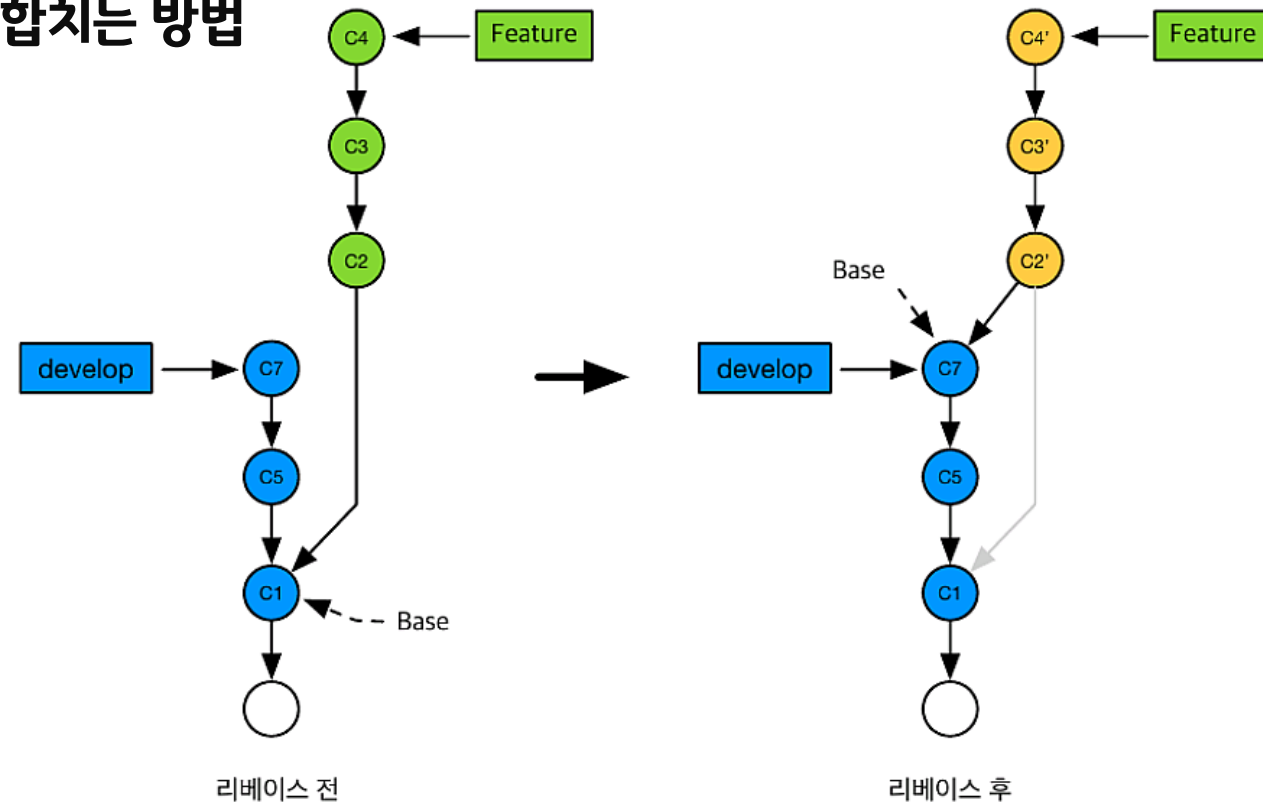 합치는 방법
C4
Feature
C3
C2
develop
C7
C5
C1
Base
리베이스 전
C4'
Feature
C3'
C2'
Base
develop
C7
C5
C1
리베이스 후